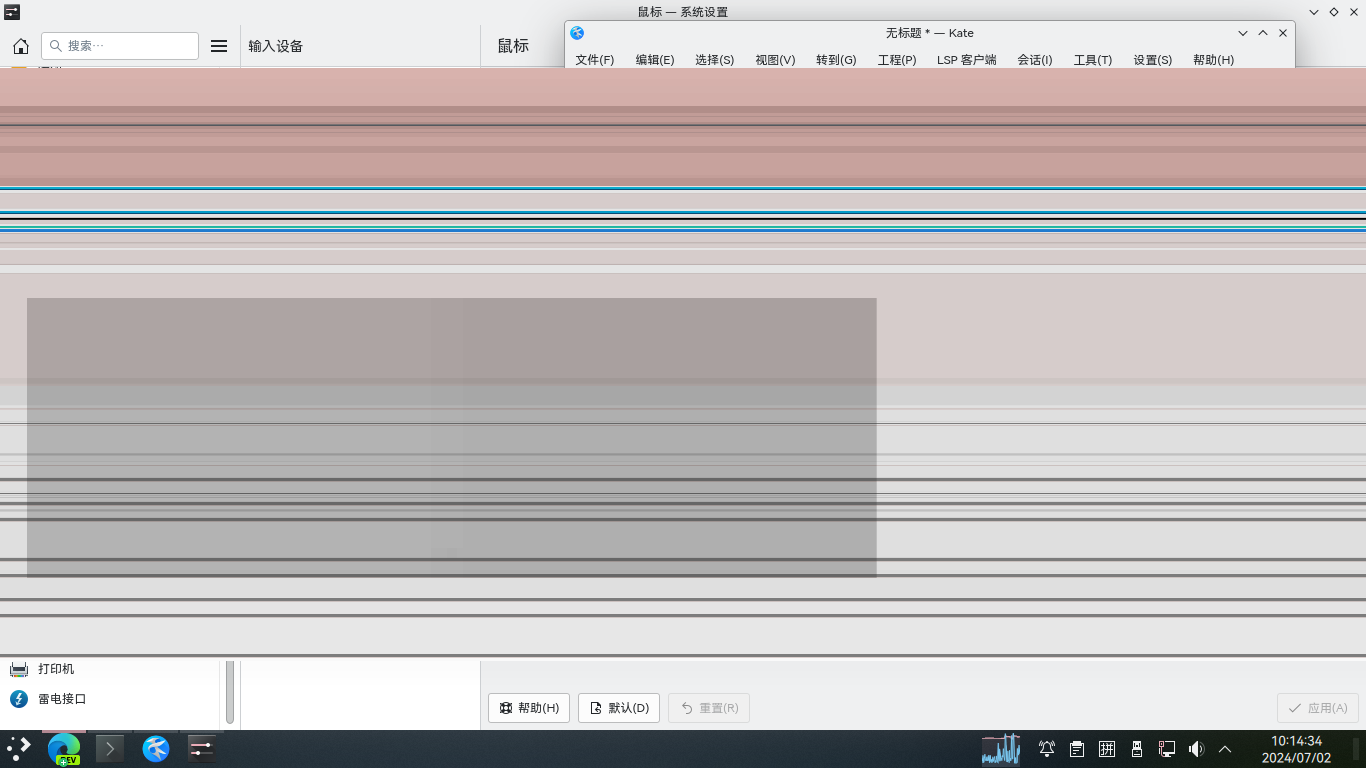 鼠标 — 系统设置
搜索…
输入设备
鼠标
无标题 * — Kate
文件(F) 编辑(E) 选择(S) 视图(V) 转到(G) 工程(P) LSP 客户端 会话(I) 工具(T) 设置(S) 帮助(H)
打印机
雷电接口
帮助(H) 默认(D) 重置(R) 应用(A)
DEV
拼
10:14:34
2024/07/02